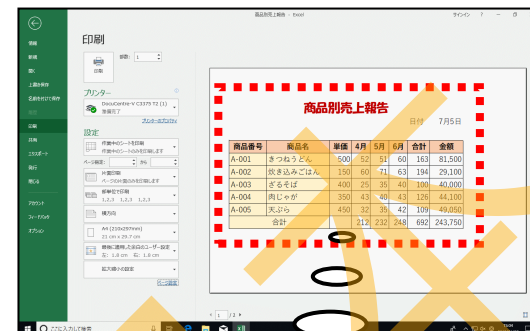 商品別売上報告 - Excel
サインイン ? - 
情報
印刷
新規
部数: 1
開く
印刷
上書き保存
名前を付けて保存
プリンター
DocuCentre-V C3375 T2 (1)
準備完了
印刷
プリンターのプロパティ
共有
設定
エクスポート
作業中のシートを印刷
作業中のシートのみを印刷します
発行
ページ指定: から
閉じる
片面印刷
ページの片面のみを印刷します
アカウント
部単位で印刷
1,2,3 1,2,3 1,2,3
フィードバック
横方向
オプション
A4 (210x297mm)
21 cm x 29.7 cm
最後に適用した余白のユーザー設定
左: 1.8 cm 右: 1.8 cm
拡大縮小の設定
ページ設定
商品別売上報告
日付 7月5日
商品番号 商品名 単価 4月 5月 6月 合計 金額
A-001 きつねうどん 500 52 51 60 163 81,500
A-002 炊き込みごはん 150 60 71 63 194 29,100
A-003 ざるそば 400 25 35 40 100 40,000
A-004 肉じゃが 350 43 40 43 126 44,100
A-005 天ぷら 450 32 35 42 109 49,050
合計 212 232 248 692 243,750
1 / 2
ここに入力して検索